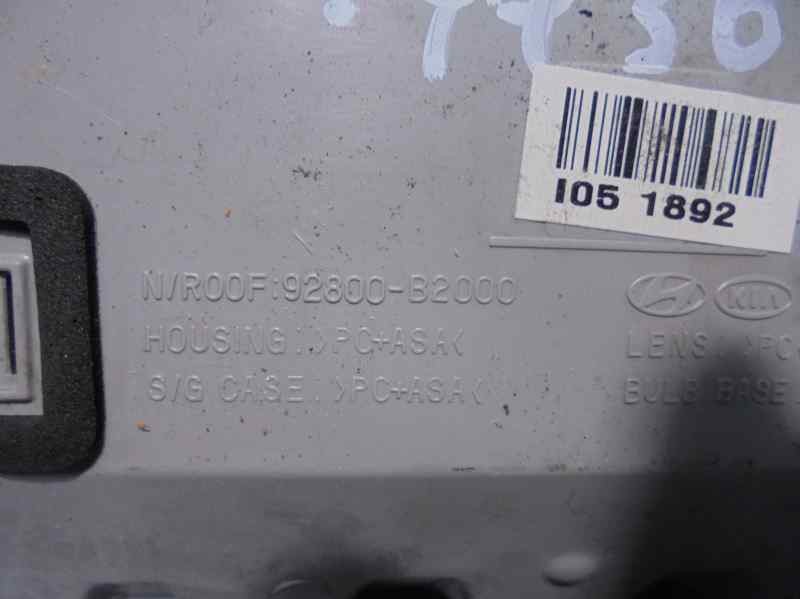 I05 1892
N/ROOF:92800-B2000
KIA
HOUSING:>PC+ASA<
LENS:>PC
S/G CASE:>PC+ASA<
BULB BASE: